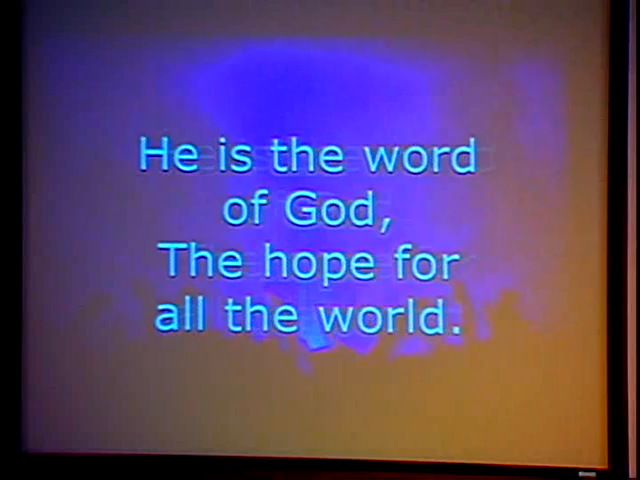 He is the word
of God,
The hope for
all the world.